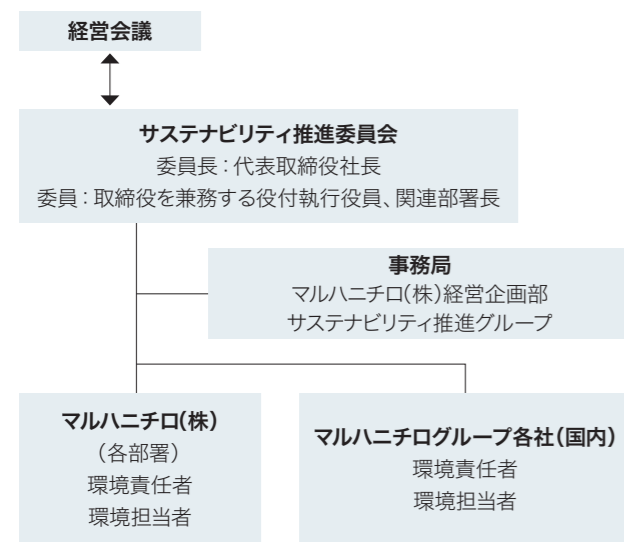 経営会議
サステナビリティ推進委員会
委員長：代表取締役社長
委員：取締役を兼務する役付執行役員、関連部署長
事務局
マルハニチロ(株)経営企画部
サステナビリティ推進グループ
マルハニチロ(株)
（各部署）
環境責任者
環境担当者
マルハニチログループ各社（国内）
環境責任者
環境担当者